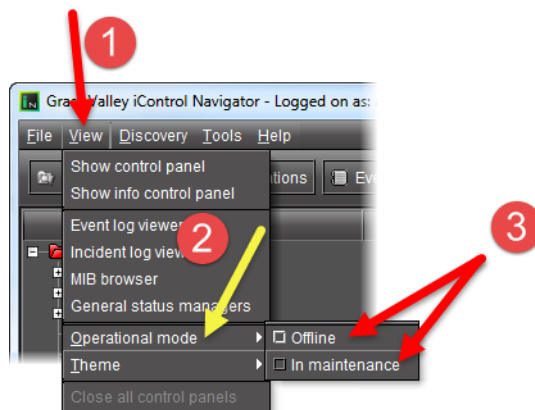 1
Grass Valley iControl Navigator - Logged on as:
File View Discovery Tools Help
Show control panel
Show info control panel
Event log viewer
2
3
Incident log view
MIB browser
General status managers
Operational mode
Offline
Theme
In maintenance
Close all control panels